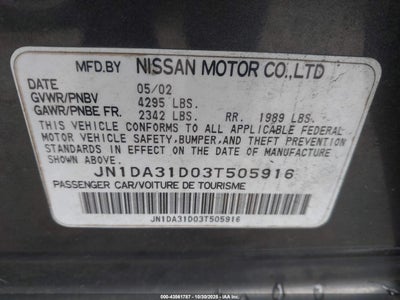 MFD. BY NISSAN MOTOR CO.,LTD
DATE 05/02
GVWR/PNBV 4295 LBS.
GAWR/PNBE FR. 2342 LBS. RR. 1989 LBS.
THIS VEHICLE CONFORMS TO ALL APPLICABLE FEDERAL
MOTOR VEHICLE SAFETY, BUMPER, AND THEFT PREVENTION
STANDARDS IN EFFECT ON THE DATE OF MANUFACTURE
SHOWN ABOVE.
JN1DA31D03T505916
PASSENGER CAR/VOITURE DE TOURISME
JN1DA31D03T505916
000-43561787 - 10/30/2025 - IAA Inc.